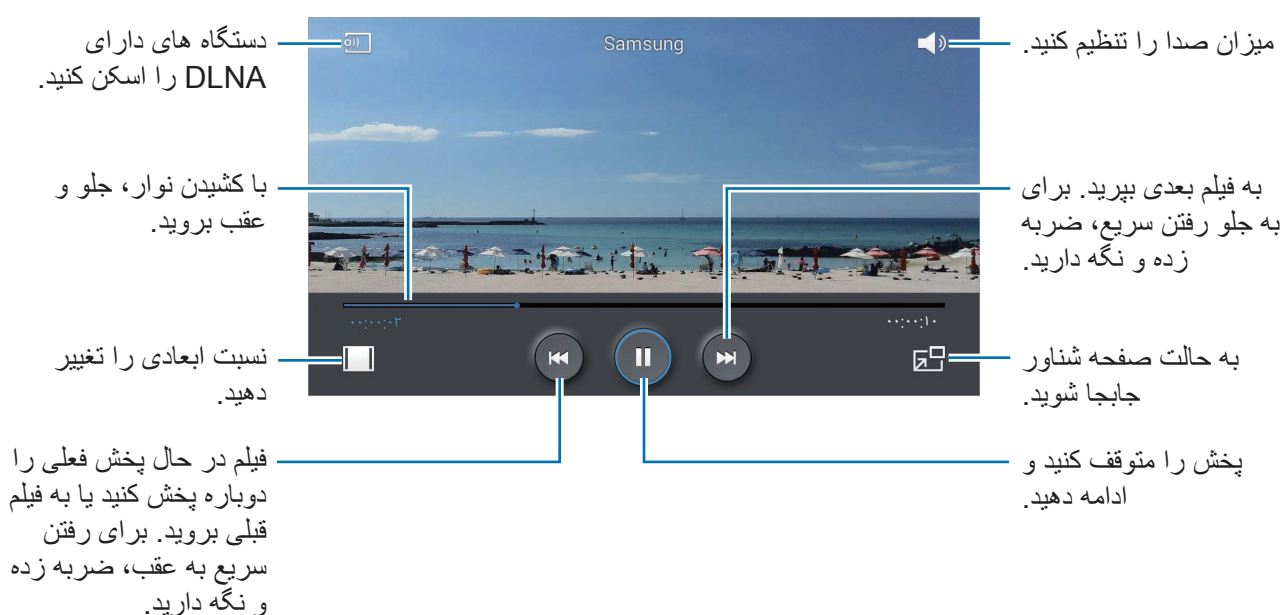 دستگاه های دارای
DLNA را اسکن کنید.
Samsung
میزان صدا را تنظیم کنید.
با کشیدن نوار، جلو و
عقب بروید.
به فیلم بعدی بپرید. برای
به جلو رفتن سریع، ضربه
زده و نگه دارید.
۰۰:۰۰:۰۲
۰۰:۰۰:۱۰
نسبت ابعادی را تغییر
دهید.
به حالت صفحه شناور
جابجا شوید.
فیلم در حال پخش فعلی را
دوباره پخش کنید یا به فیلم
قبلی بروید. برای رفتن
سریع به عقب، ضربه زده
و نگه دارید.
پخش را متوقف کنید و
ادامه دهید.